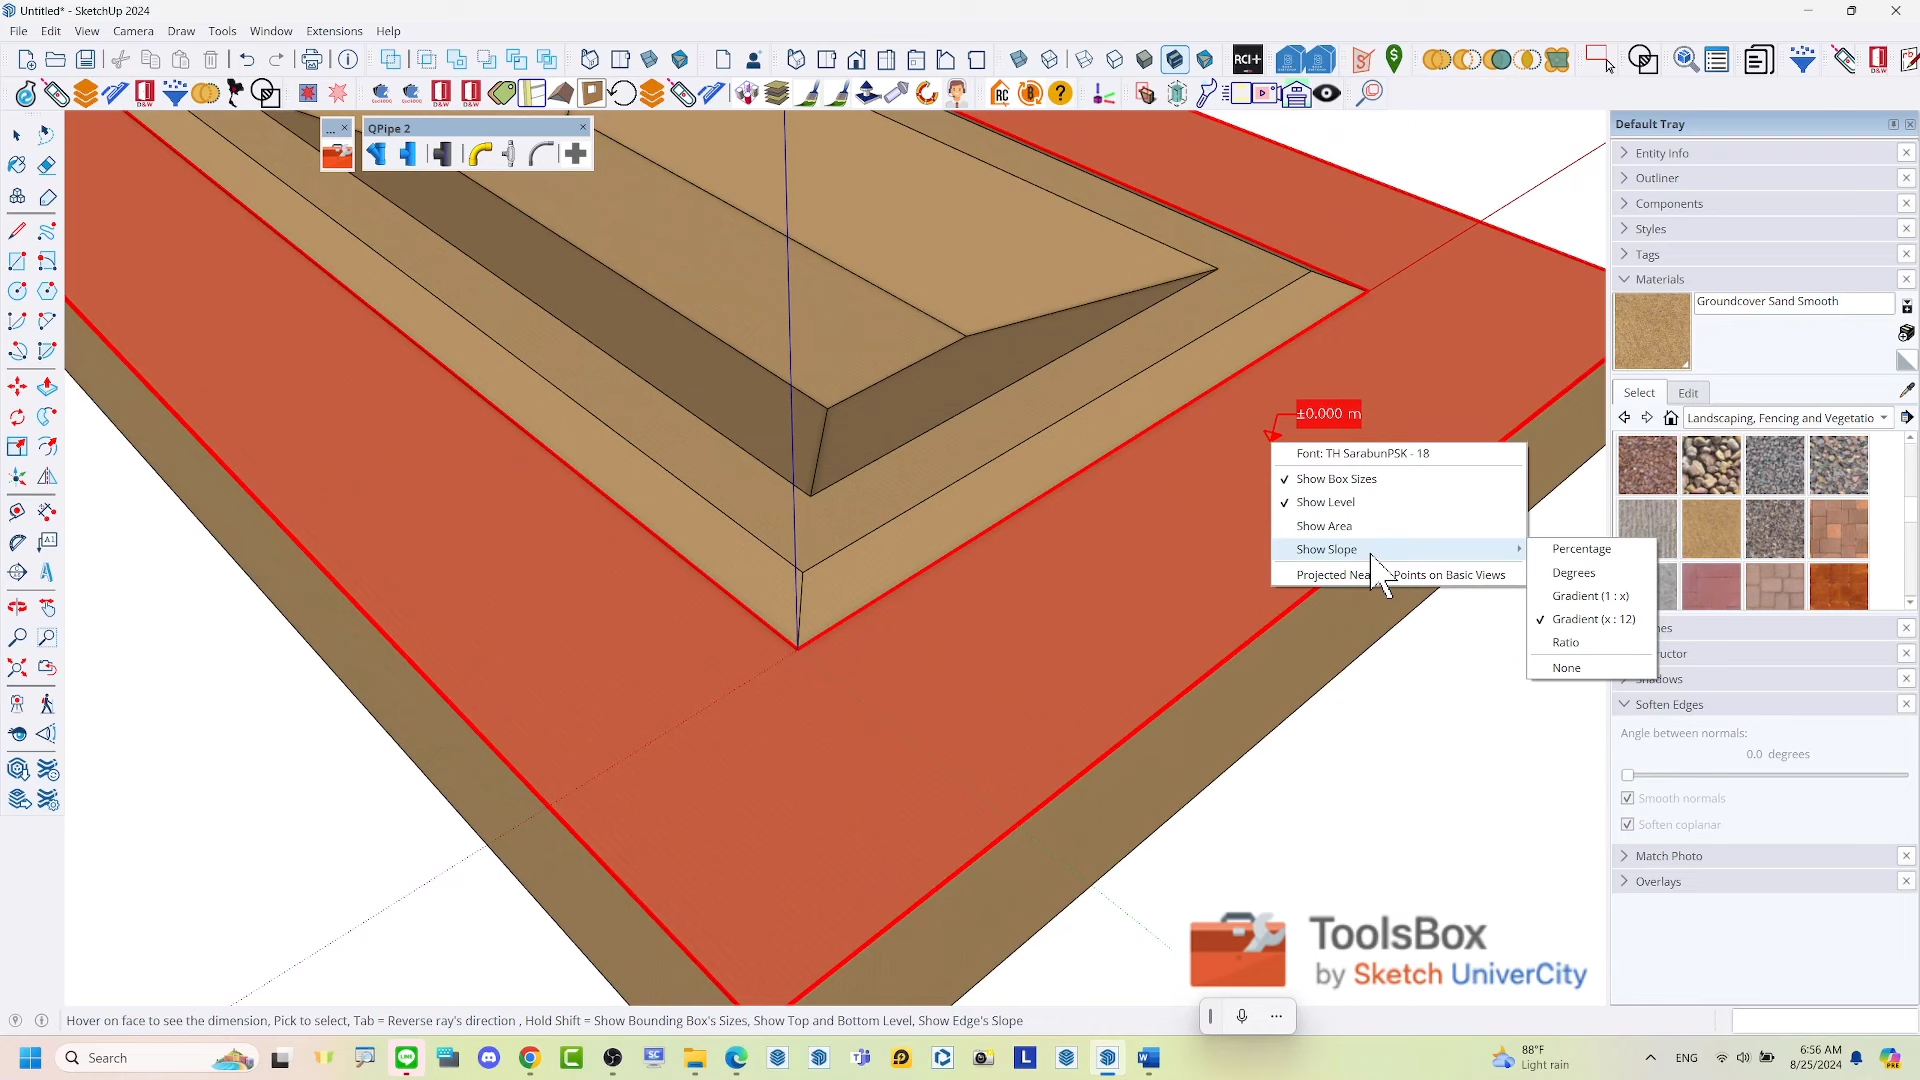 Untitled* - SketchUp 2024
File Edit View Camera Draw Tools Window Extensions Help
RCI+
D&W D&W D&W
QPipe 2
Default Tray
Entity Info
Outliner
Components
Styles
Tags
Materials
Groundcover Sand Smooth
Select Edit
Landscaping, Fencing and Vegetatio
±0.000 m
Font: TH SarabunPSK - 18
Show Box Sizes
Show Level
Show Area
Show Slope
Points on Basic Views
Percentage
Degrees
Gradient (1 : x)
Gradient (x : 12)
Ratio
None
Soften Edges
Angle between normals:
0.0 degrees
Smooth normals
Soften coplanar
Match Photo
Overlays
ToolsBox
by Sketch UniverCity
Hover on face to see the dimension, Pick to select, Tab = Reverse ray's direction , Hold Shift = Show Bounding Box's Sizes, Show Top and Bottom Level, Show Edge's Slope
Search
88°F
Light rain
ENG
6:56 AM
8/25/2024